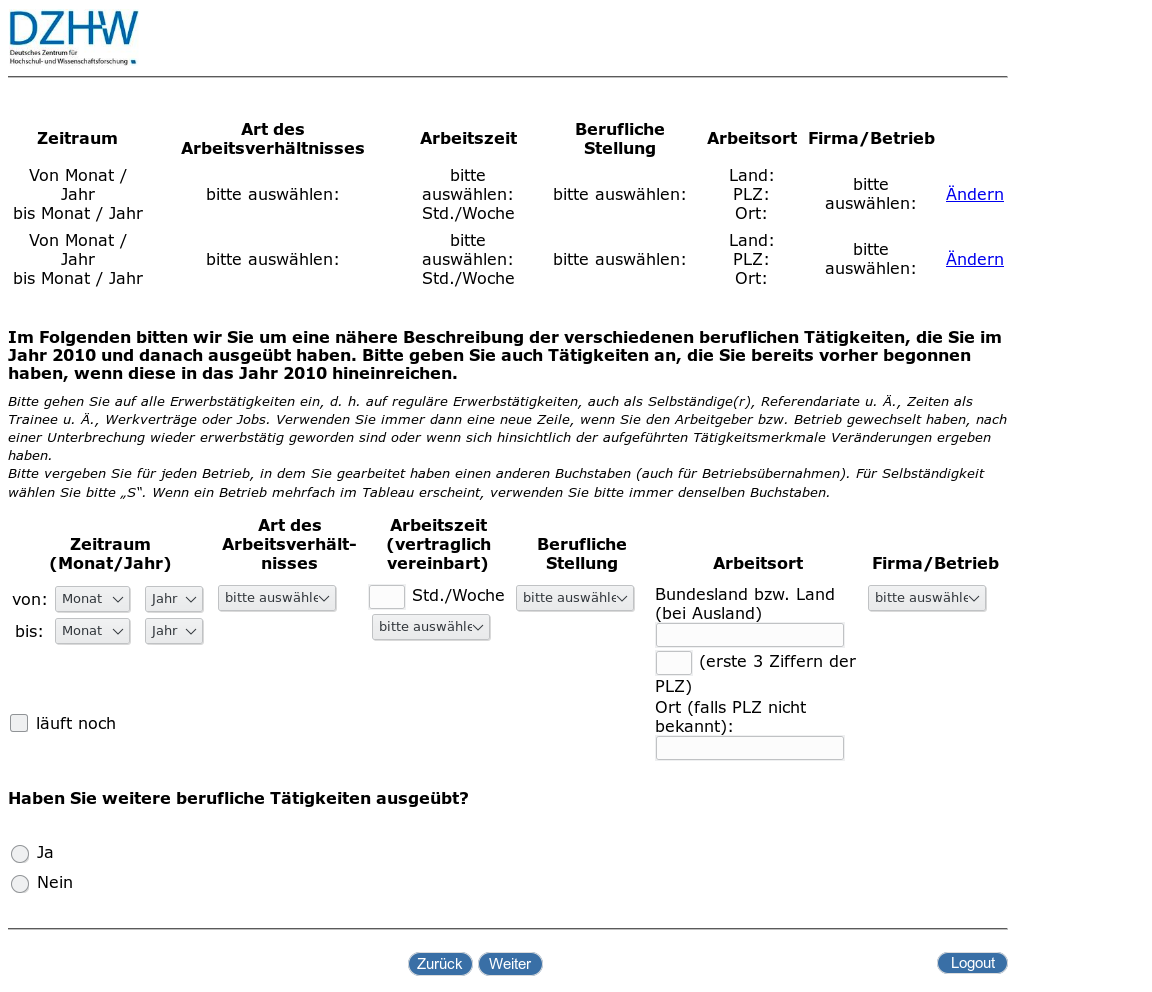 DZHW
Deutsches Zentrum für
Hochschul- und Wissenschaftsforschung
Zeitraum Art des Arbeitsverhältnisses Arbeitszeit Berufliche Stellung Arbeitsort Firma/Betrieb
Von Monat / Jahr bis Monat / Jahr bitte auswählen: bitte auswählen: Std./Woche bitte auswählen: Land: PLZ: Ort: bitte auswählen: Ändern
Von Monat / Jahr bis Monat / Jahr bitte auswählen: bitte auswählen: Std./Woche bitte auswählen: Land: PLZ: Ort: bitte auswählen: Ändern
Im Folgenden bitten wir Sie um eine nähere Beschreibung der verschiedenen beruflichen Tätigkeiten, die Sie im
Jahr 2010 und danach ausgeübt haben. Bitte geben Sie auch Tätigkeiten an, die Sie bereits vorher begonnen
haben, wenn diese in das Jahr 2010 hineinreichen.
Bitte gehen Sie auf alle Erwerbstätigkeiten ein, d. h. auf reguläre Erwerbstätigkeiten, auch als Selbständige(r), Referendariate u. Ä., Zeiten als
Trainee u. Ä., Werkverträge oder Jobs. Verwenden Sie immer dann eine neue Zeile, wenn Sie den Arbeitgeber bzw. Betrieb gewechselt haben, nach
einer Unterbrechung wieder erwerbstätig geworden sind oder wenn sich hinsichtlich der aufgeführten Tätigkeitsmerkmale Veränderungen ergeben
haben.
Bitte vergeben Sie für jeden Betrieb, in dem Sie gearbeitet haben einen anderen Buchstaben (auch für Betriebsübernahmen). Für Selbständigkeit
wählen Sie bitte „S“. Wenn ein Betrieb mehrfach im Tableau erscheint, verwenden Sie bitte immer denselben Buchstaben.
Zeitraum (Monat/Jahr) Art des Arbeitsverhält-nisses Arbeitszeit (vertraglich vereinbart) Berufliche Stellung Arbeitsort Firma/Betrieb
von: Monat Jahr bitte auswähle Std./Woche bitte auswähle Bundesland bzw. Land bitte auswähle
(bei Ausland)
bis: Monat Jahr bitte auswähle
(erste 3 Ziffern der
PLZ)
Ort (falls PLZ nicht
läuft noch bekannt):
Haben Sie weitere berufliche Tätigkeiten ausgeübt?
Ja
Nein
Zurück Weiter Logout